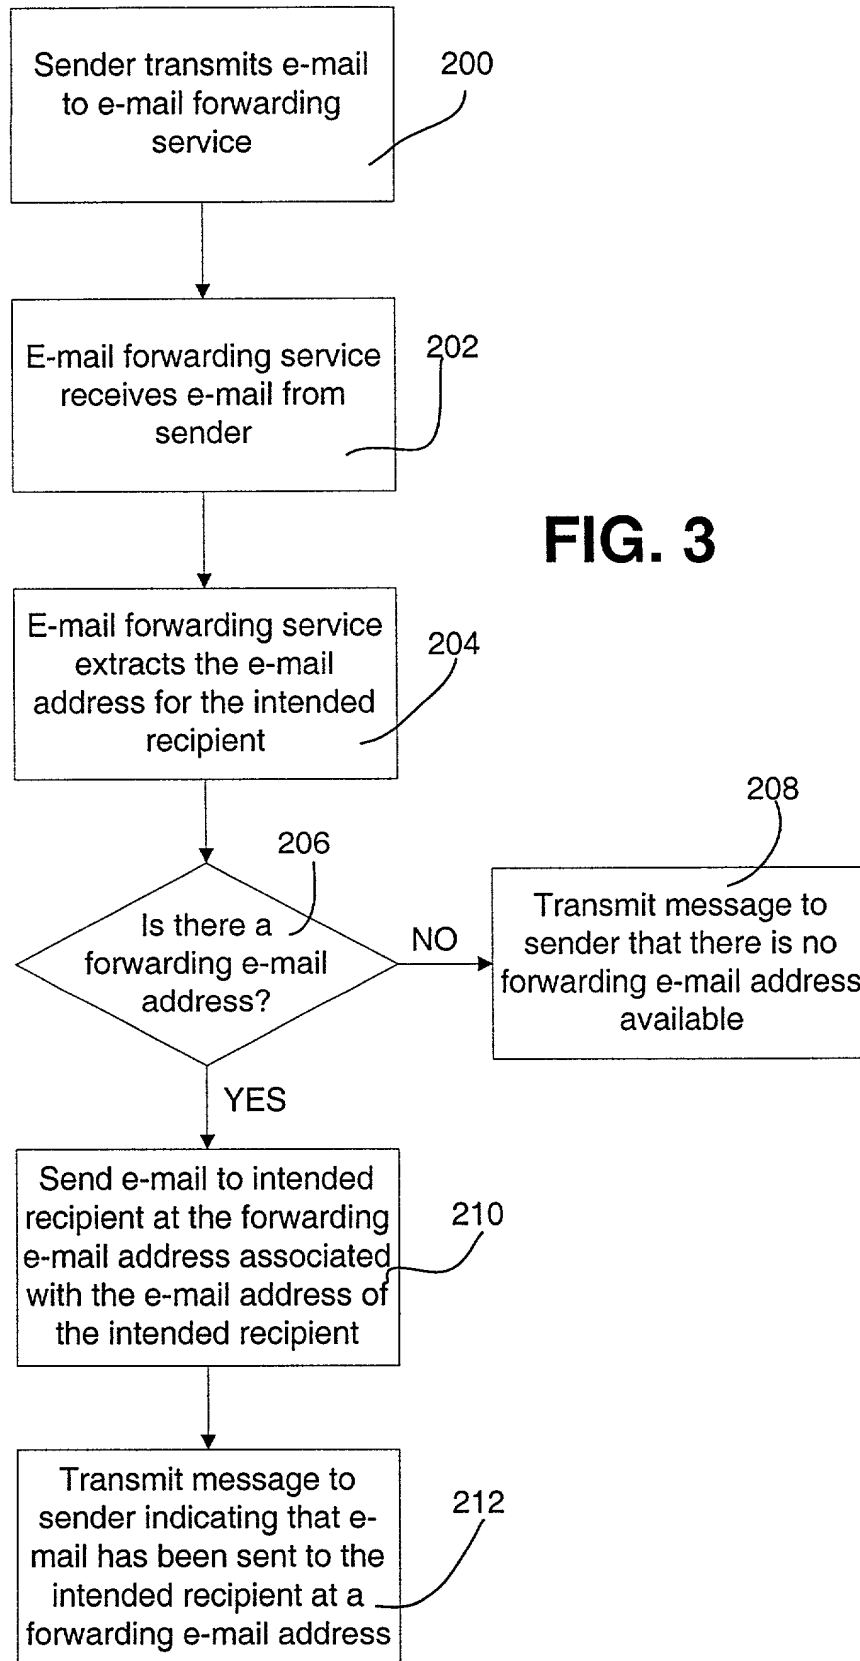 Sender transmits e-mail
to e-mail forwarding
service
200
E-mail forwarding service
receives e-mail from
sender
202
FIG. 3
E-mail forwarding service
extracts the e-mail
address for the intended
recipient
204
206
Is there a
forwarding e-mail
address?
NO
208
Transmit message to
sender that there is no
forwarding e-mail address
available
YES
Send e-mail to intended
recipient at the forwarding
e-mail address associated
with the e-mail address of
the intended recipient
210
Transmit message to
sender indicating that e-
mail has been sent to the
intended recipient at a
forwarding e-mail address
212